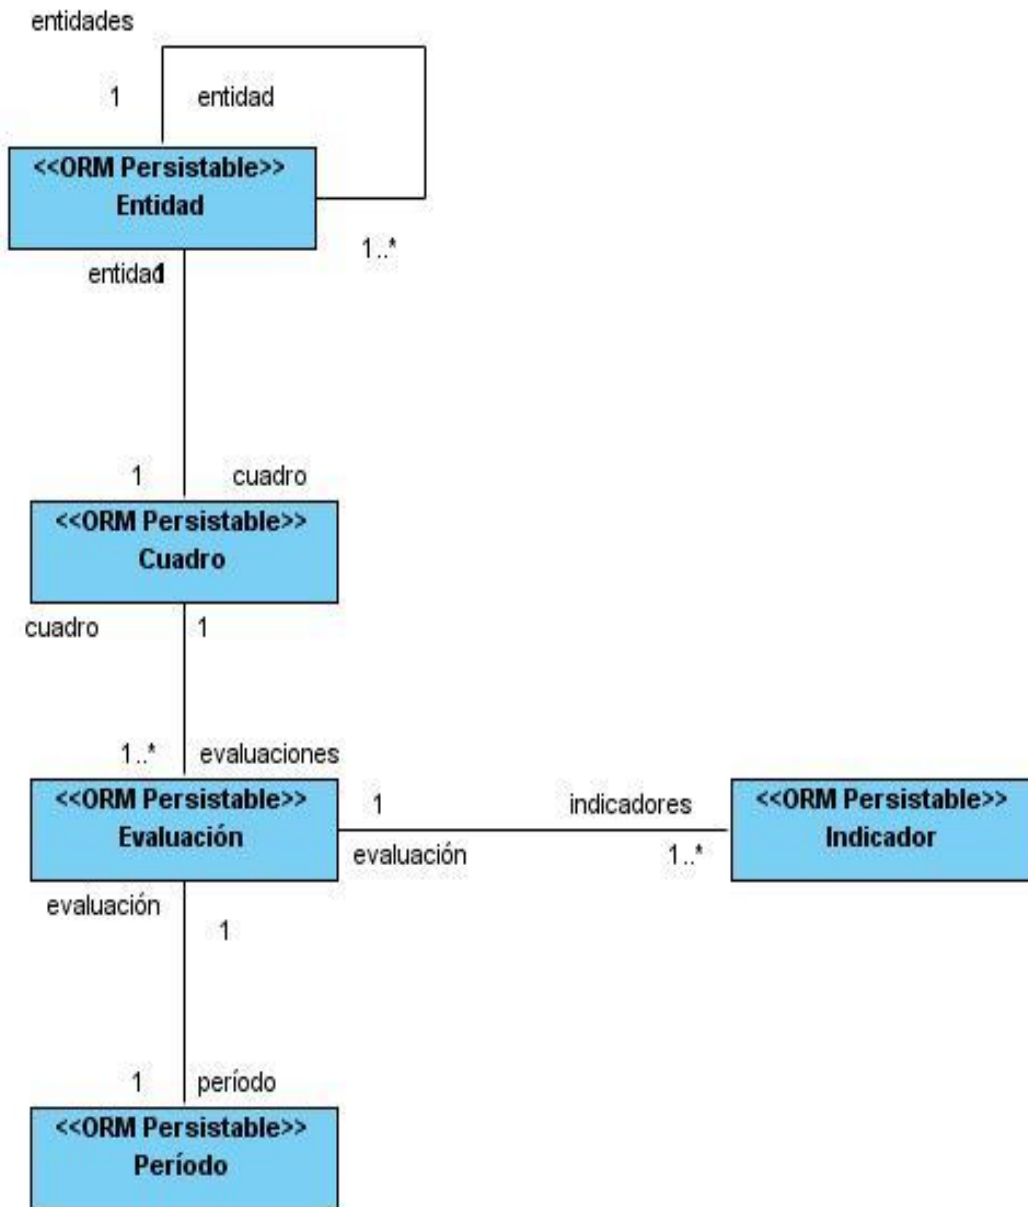 entidades
1 entidad
<<ORM Persistable>>
Entidad
1..*
entidad 1
1 cuadro
<<ORM Persistable>>
Cuadro
cuadro 1
1..* evaluaciones
<<ORM Persistable>>
Evaluación
1 indicadores
evaluación 1..*
<<ORM Persistable>>
Indicador
evaluación
1
1 período
<<ORM Persistable>>
Período